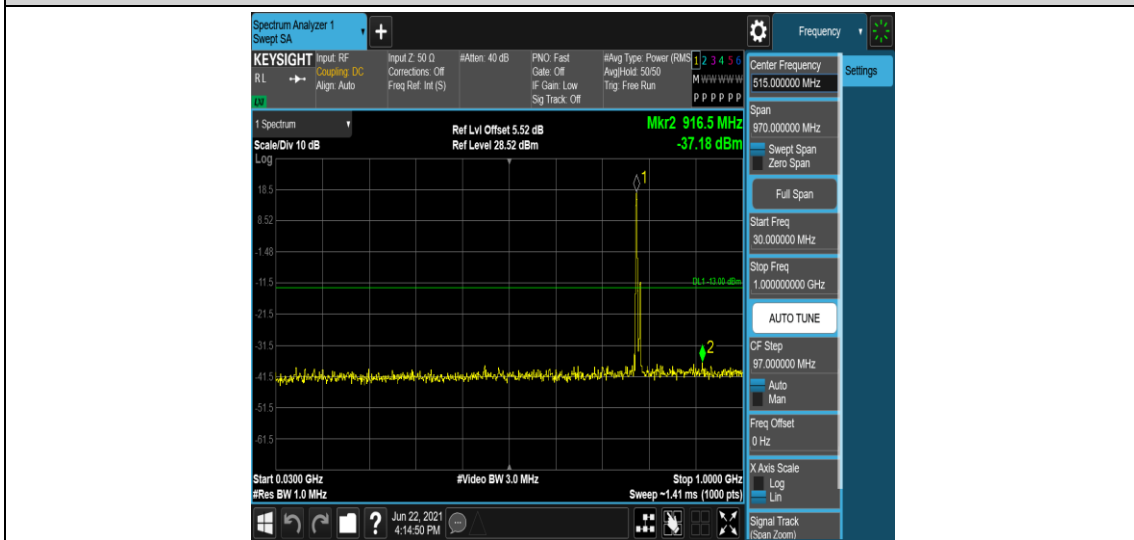 Spectrum Analyzer 1
Swept SA
+
Frequency
KEYSIGHT
RL
LXI
Input: RF
Coupling: DC
Align: Auto
Input Z: 50 Ω
Corrections: Off
Freq Ref: Int (S)
#Atten: 40 dB
PNO: Fast
Gate: Off
IF Gain: Low
Sig Track: Off
#Avg Type: Power (RMS
Avg|Hold: 50/50
Trig: Free Run
1 2 3 4 5 6
M W W W W W
P P P P P P
1 Spectrum
Scale/Div 10 dB
Log
Ref Lvl Offset 5.52 dB
Ref Level 28.52 dBm
Mkr2 916.5 MHz
-37.18 dBm
18.5
8.52
-1.48
-11.5
-21.5
-31.5
-41.5
-51.5
-61.5
1
DL1 -13.00 dBm
2
Start 0.0300 GHz
#Res BW 1.0 MHz
#Video BW 3.0 MHz
Stop 1.0000 GHz
Sweep ~1.41 ms (1000 pts)
Center Frequency
515.000000 MHz
Settings
Span
970.000000 MHz
Swept Span
Zero Span
Full Span
Start Freq
30.000000 MHz
Stop Freq
1.000000000 GHz
AUTO TUNE
CF Step
97.000000 MHz
Auto
Man
Freq Offset
0 Hz
X Axis Scale
Log
Lin
Signal Track
(Span Zoom)
?
Jun 22, 2021
4:14:50 PM